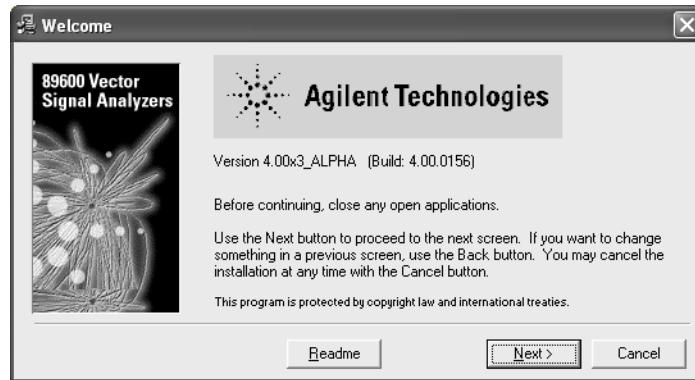 Welcome
89600 Vector
Signal Analyzers
Agilent Technologies
Version 4.00x3_ALPHA (Build: 4.00.0156)
Before continuing, close any open applications.
Use the Next button to proceed to the next screen. If you want to change
something in a previous screen, use the Back button. You may cancel the
installation at any time with the Cancel button.
This program is protected by copyright law and international treaties.
Readme
Next >
Cancel